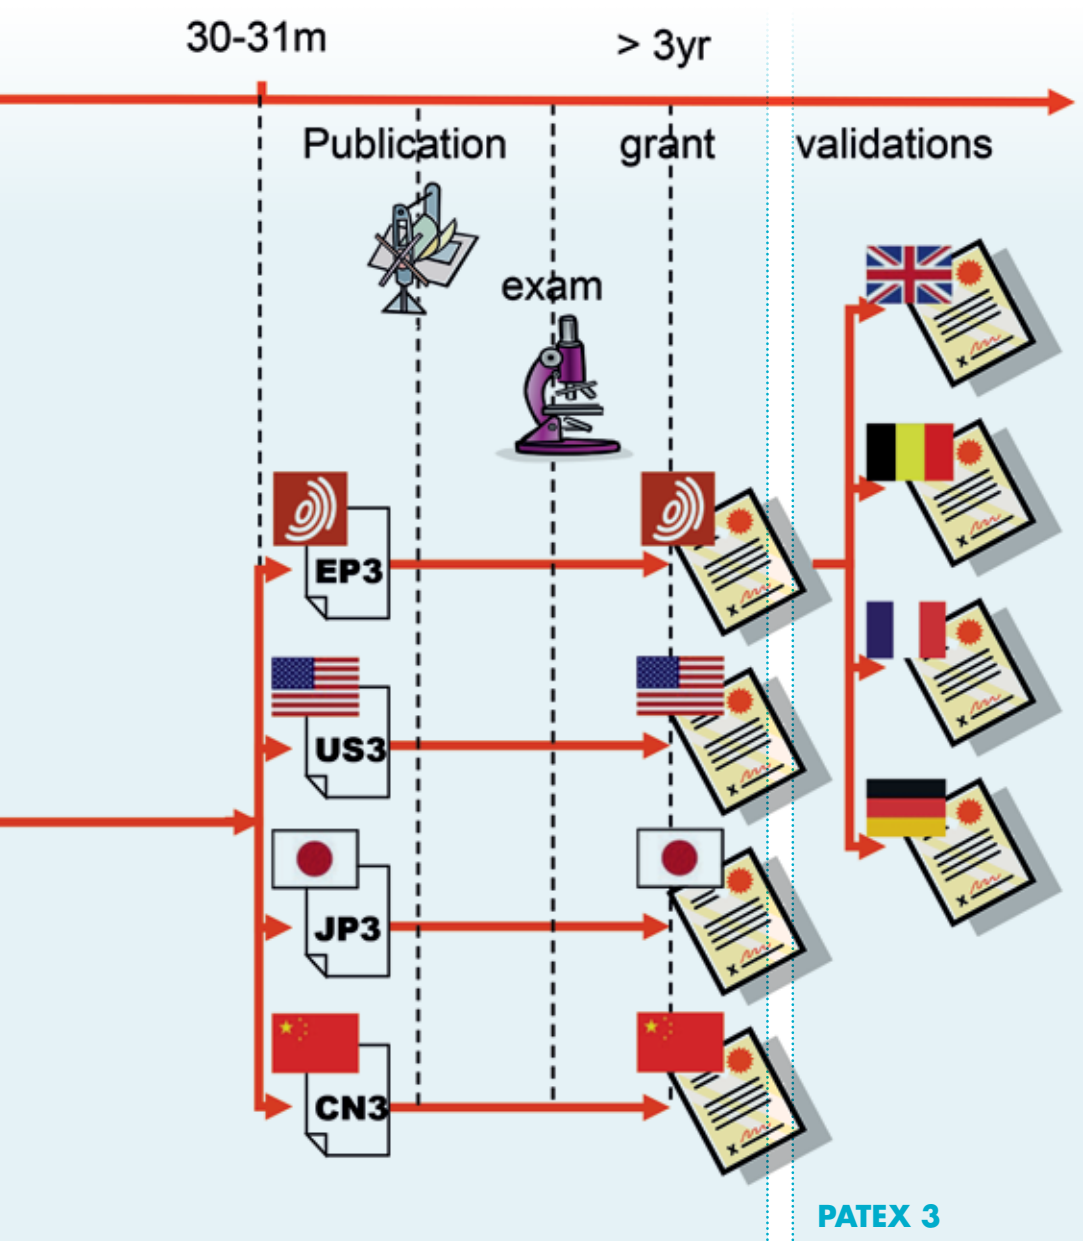 30-31m
> 3yr
Publication
grant
validations
exam
EP3
US3
JP3
CN3
PATEX 3